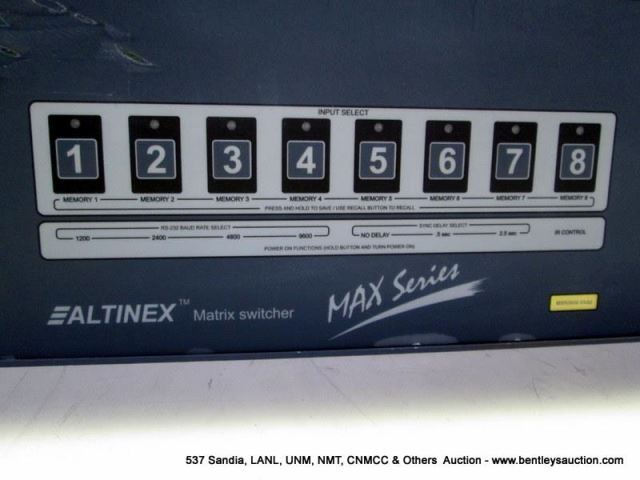 INPUT SELECT
1 2 3 4 5 6 7 8
MEMORY 1 MEMORY 2 MEMORY 3 MEMORY 4 MEMORY 5 MEMORY 6 MEMORY 7 MEMORY 8
PRESS AND HOLD TO SAVE / USE RECALL BUTTON TO RECALL
RS-232 BAUD RATE SELECT SYNC DELAY SELECT
1200 2400 4800 9600 NO DELAY .5 sec 2.5 sec IR CONTROL
POWER ON FUNCTIONS (HOLD BUTTON AND TURN POWER ON)
ALTINEX™ Matrix switcher
MAX Series
537 Sandia, LANL, UNM, NMT, CNMCC & Others Auction - www.bentleysauction.com